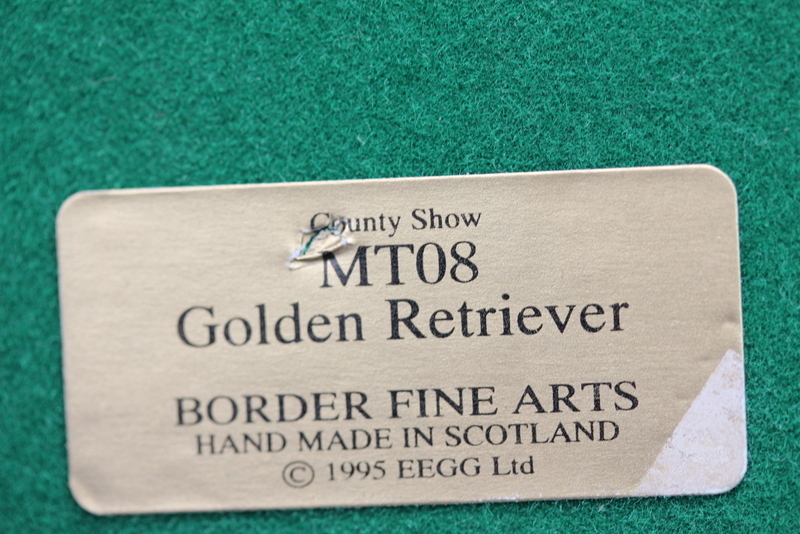 County Show
MT08
Golden Retriever
BORDER FINE ARTS
HAND MADE IN SCOTLAND
© 1995 EEGG Ltd